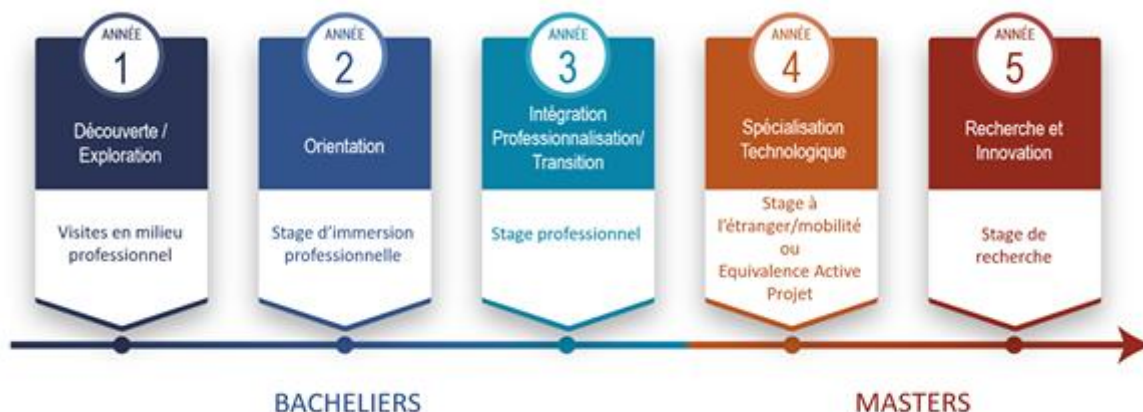 ANNÉE
1
Découverte /
Exploration
Visites en milieu
professionnel
ANNÉE
2
Orientation
Stage d’immersion
professionnelle
ANNÉE
3
Intégration
Professionnalisation/
Transition
Stage professionnel
ANNÉE
4
Spécialisation
Technologique
Stage à
l’étranger/mobilité
ou
Equivalence Active
Projet
ANNÉE
5
Recherche et
Innovation
Stage de
recherche
BACHELIERS
MASTERS